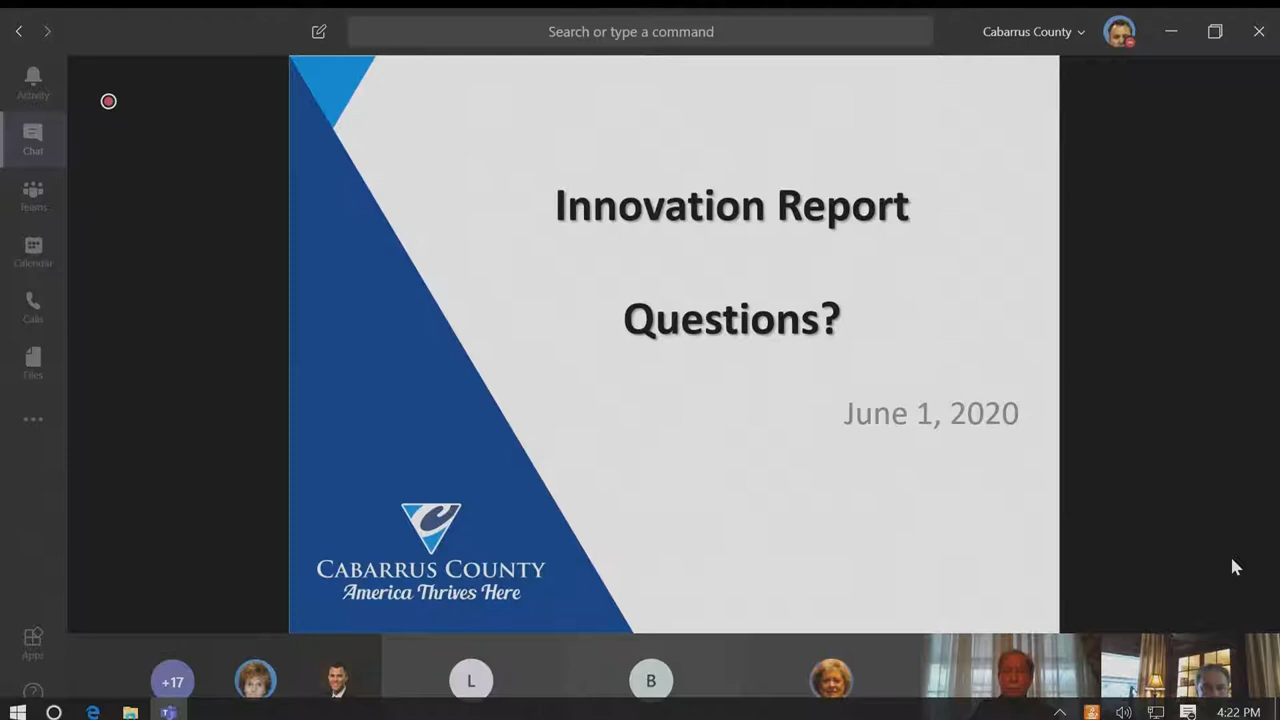 Search or type a command
Cabarrus County
Activity
Chat
Teams
Calendar
Calls
Files
Innovation Report
Questions?
June 1, 2020
CABARRUS COUNTY
America Thrives Here
Apps
+17
L
B
4:22 PM